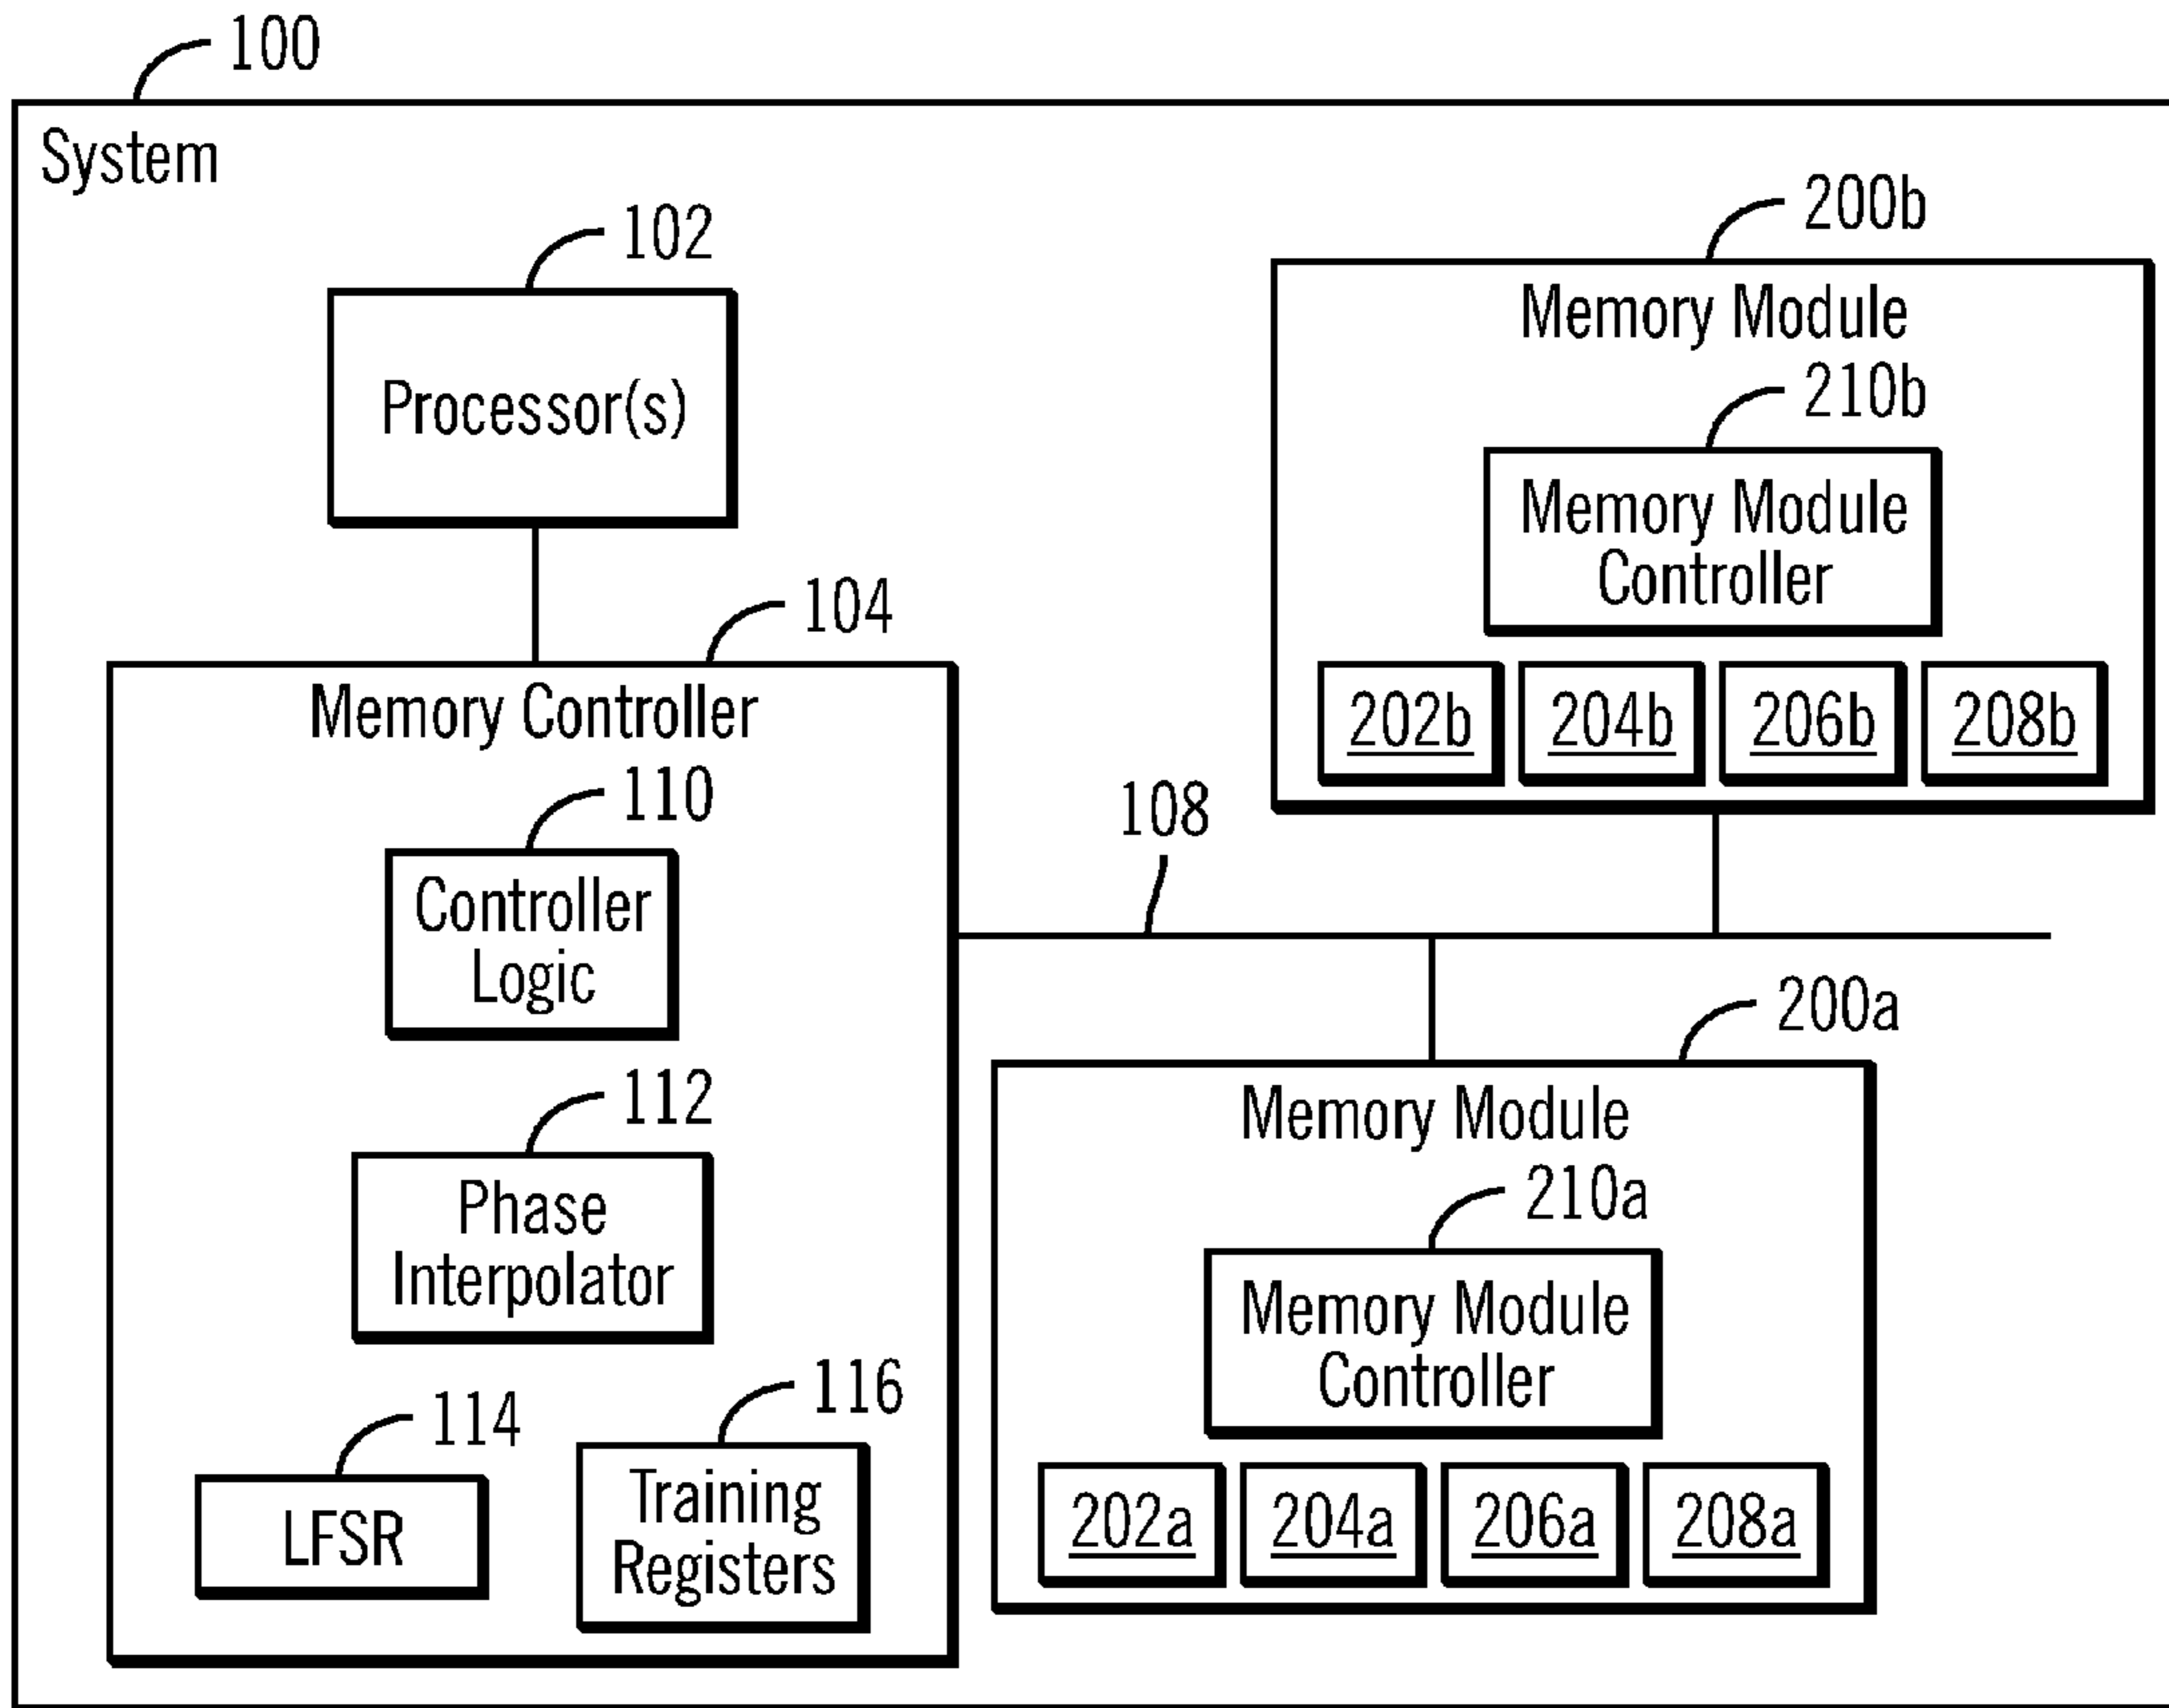 100
System
102
Processor(s)
104
Memory Controller
110
Controller
Logic
112
Phase
Interpolator
114
LFSR
116
Training
Registers
108
200b
Memory Module
210b
Memory Module
Controller
202b 204b 206b 208b
200a
Memory Module
210a
Memory Module
Controller
202a 204a 206a 208a